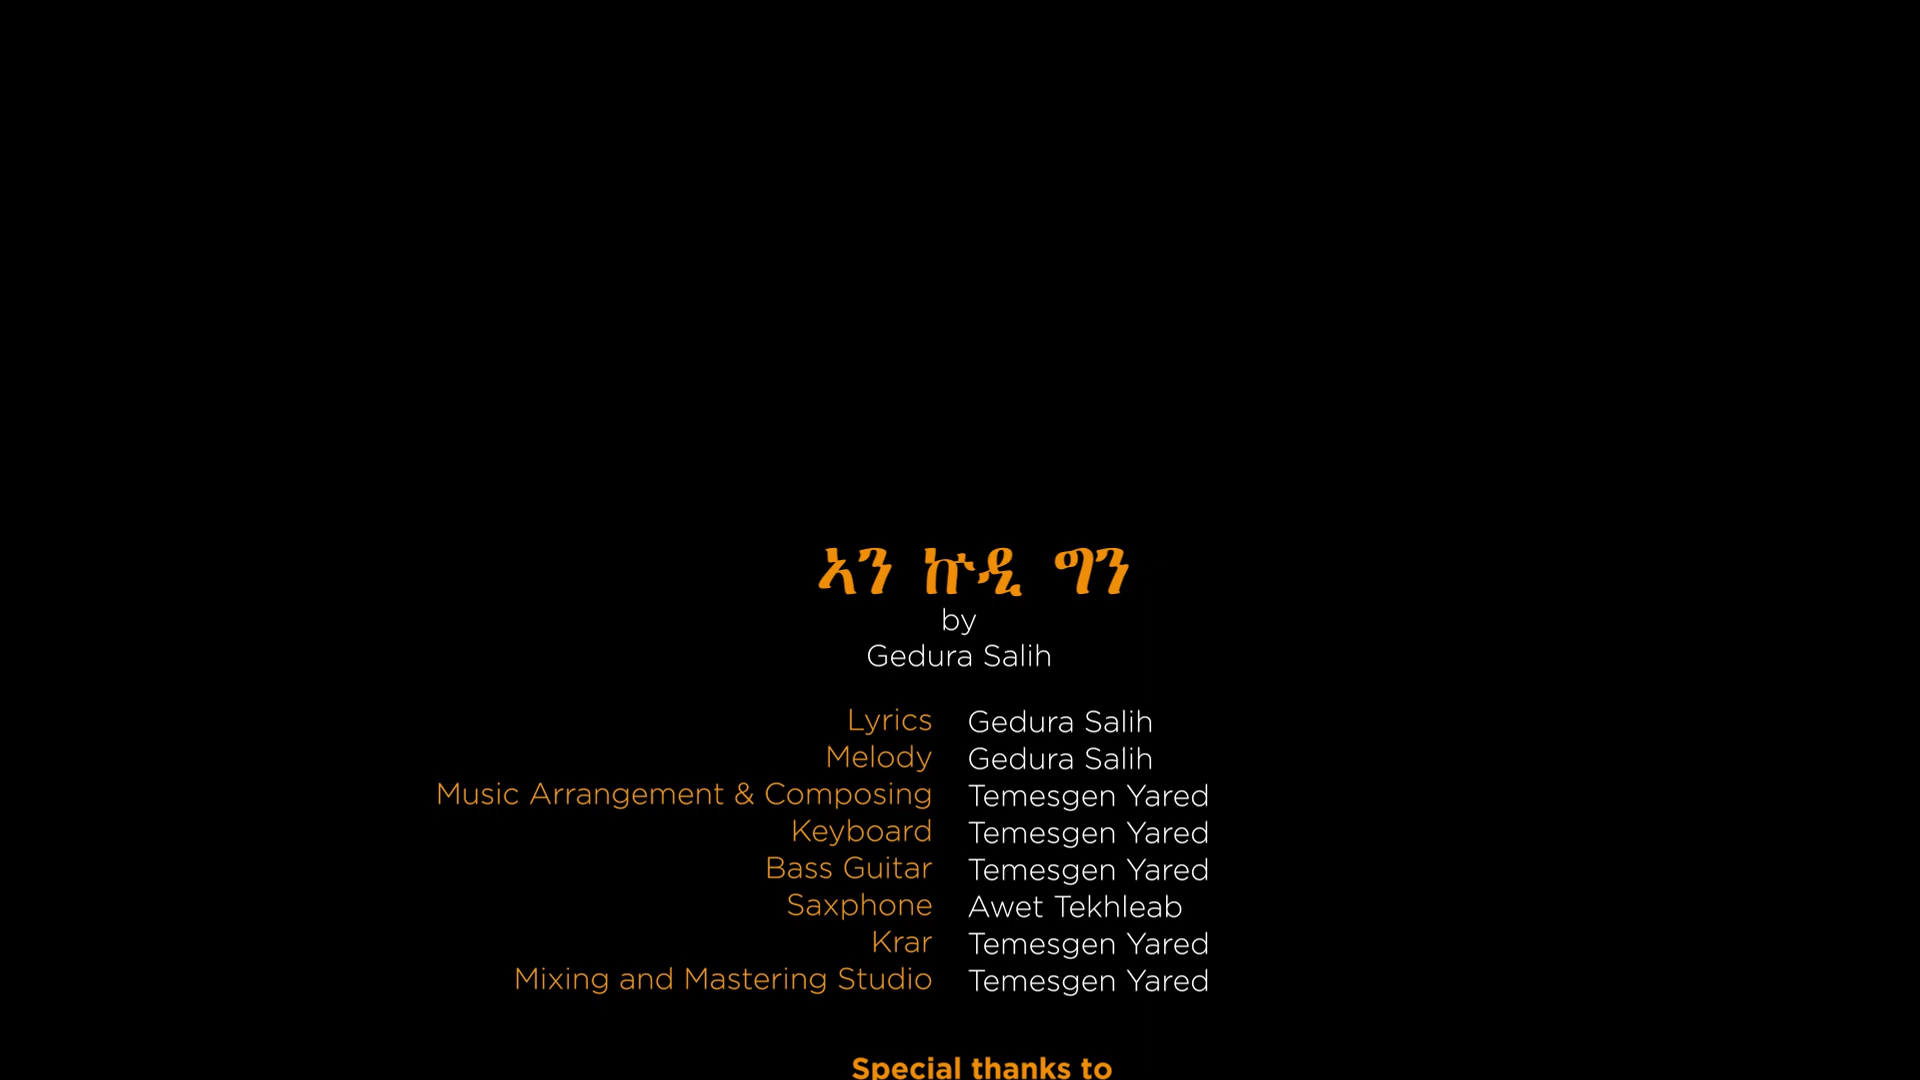 ኣን ኩዲ ግን
by
Gedura Salih
Lyrics Gedura Salih
Melody Gedura Salih
Music Arrangement & Composing Temesgen Yared
Keyboard Temesgen Yared
Bass Guitar Temesgen Yared
Saxphone Awet Tekhleab
Krar Temesgen Yared
Mixing and Mastering Studio Temesgen Yared
Special thanks to